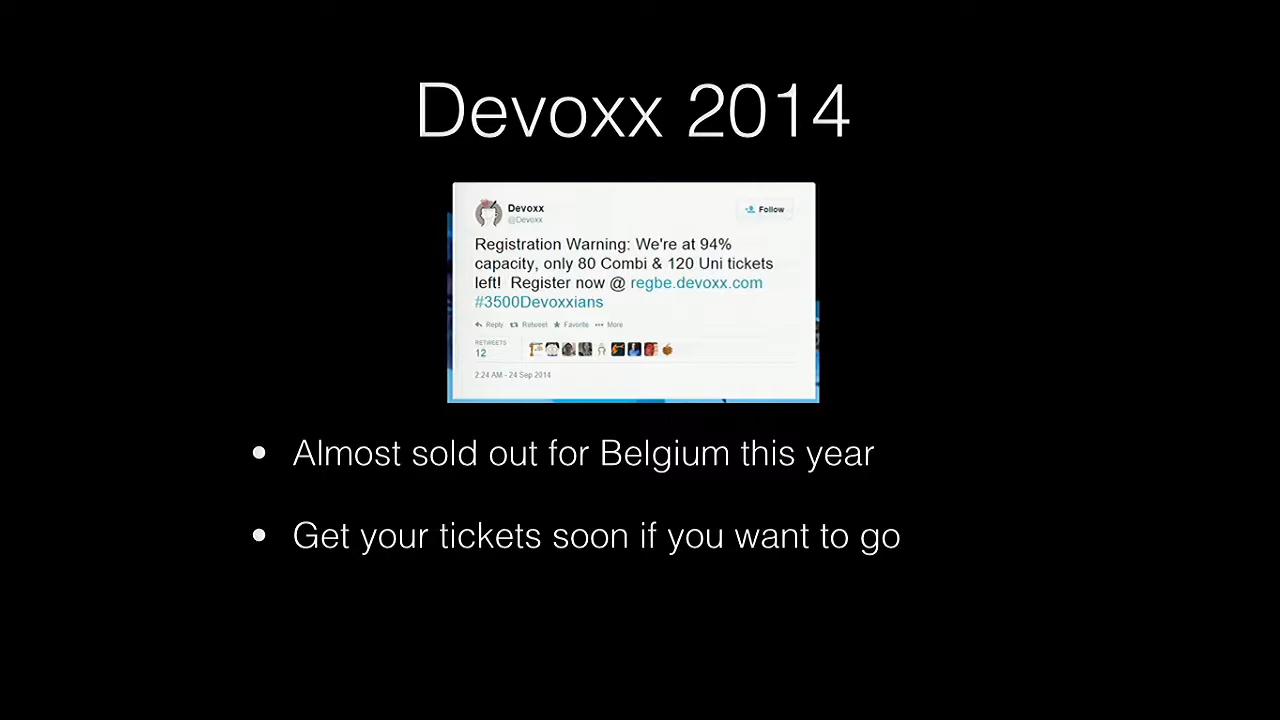 Devoxx 2014
Devoxx
@Devoxx
Follow
Registration Warning: We're at 94%
capacity, only 80 Combi & 120 Uni tickets
left! Register now @ regbe.devoxx.com
#3500Devoxxians
Reply Retweet Favorite More
RETWEETS
12
2:24 AM - 24 Sep 2014
• Almost sold out for Belgium this year
• Get your tickets soon if you want to go